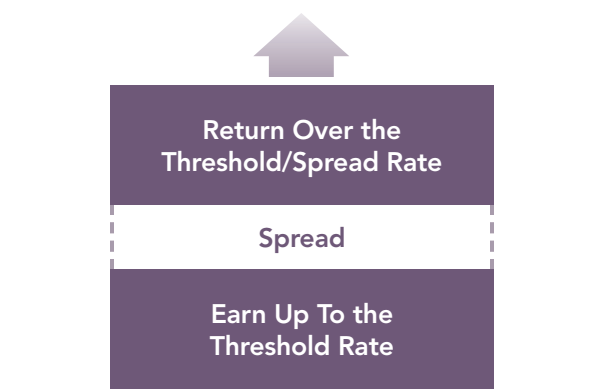 Return Over the
Threshold/Spread Rate
Spread
Earn Up To the
Threshold Rate